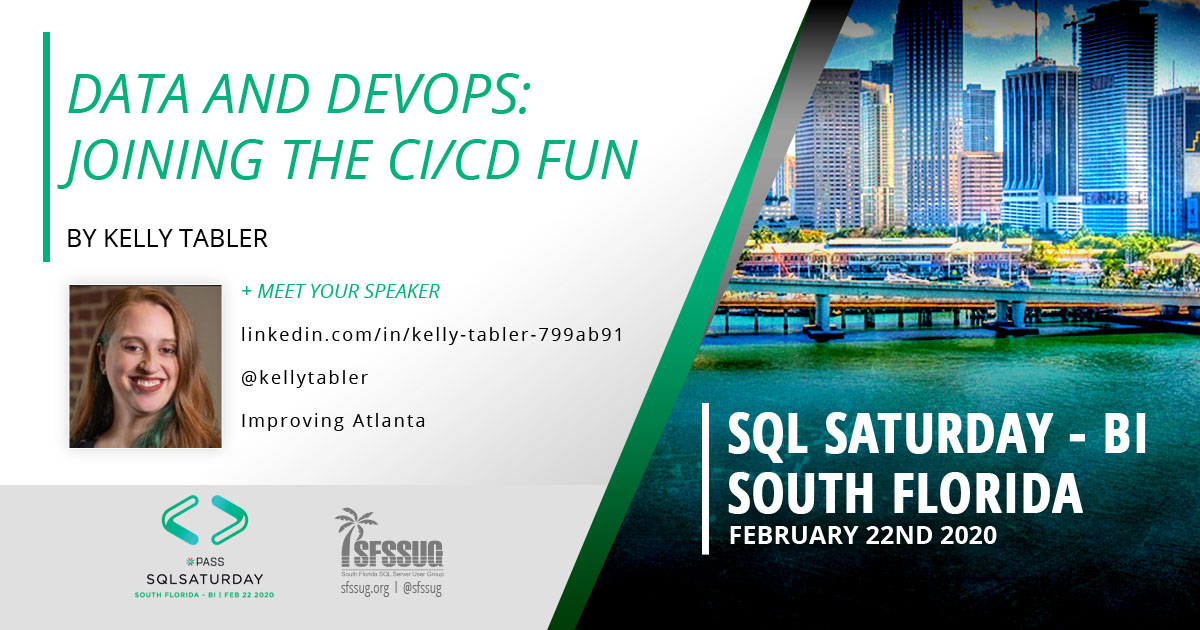 DATA AND DEVOPS:
JOINING THE CI/CD FUN
BY KELLY TABLER
+ MEET YOUR SPEAKER
linkedin.com/in/kelly-tabler-799ab91
@kellytabler
Improving Atlanta
PASS
SQLSATURDAY
SOUTH FLORIDA - BI | FEB 22 2020
SFSSUG
South Florida SQL Server User Group
sfssug.org | @sfssug
SQL SATURDAY - BI
SOUTH FLORIDA
FEBRUARY 22ND 2020